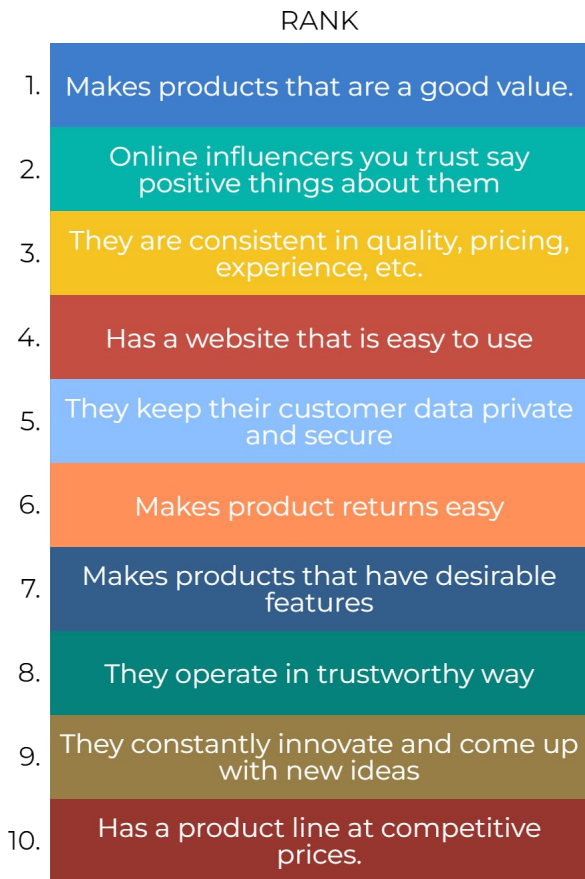 RANK
1. Makes products that are a good value.
2. Online influencers you trust say
positive things about them
3. They are consistent in quality, pricing,
experience, etc.
4. Has a website that is easy to use
5. They keep their customer data private
and secure
6. Makes product returns easy
7. Makes products that have desirable
features
8. They operate in trustworthy way
9. They constantly innovate and come up
with new ideas
10. Has a product line at competitive
prices.